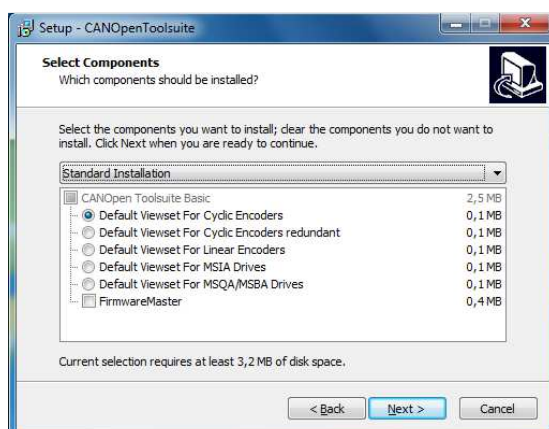 Setup - CANOpenToolsuite
Select Components
Which components should be installed?
Select the components you want to install; clear the components you do not want to
install. Click Next when you are ready to continue.
Standard Installation
CANOpen Toolsuite Basic 2,5 MB
Default Viewset For Cyclic Encoders 0,1 MB
Default Viewset For Cyclic Encoders redundant 0,1 MB
Default Viewset For Linear Encoders 0,1 MB
Default Viewset For MSIA Drives 0,1 MB
Default Viewset For MSQA/MSBA Drives 0,1 MB
FirmwareMaster 0,4 MB
Current selection requires at least 3,2 MB of disk space.
< Back Next > Cancel